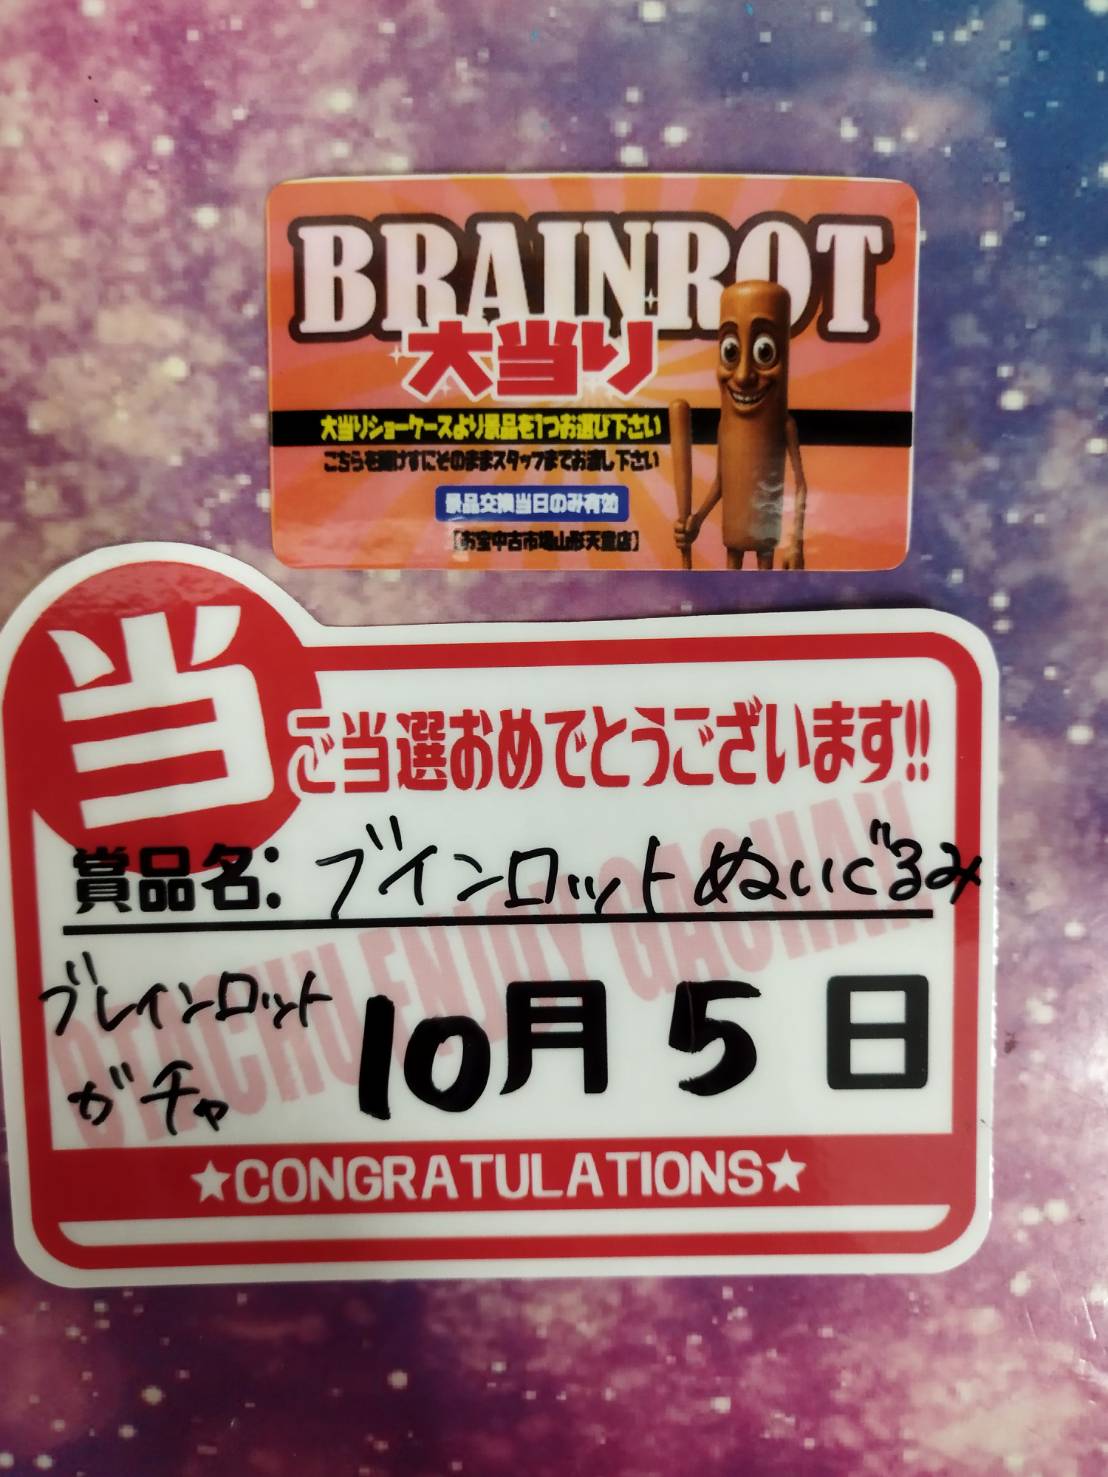 BRAINROT
大当り
大当りショーケースより景品を1つお選び下さい
こちらを開けずにそのままスタッフまでお渡し下さい
景品交換当日のみ有効
【お宝中古市場山形天童店】
当
ご当選おめでとうございます!!
賞品名: ブインロットぬいぐるみ
ブレインロット
ガチャ
10月5日
OTACHU ENJOY GACHA!!
★CONGRATULATIONS★